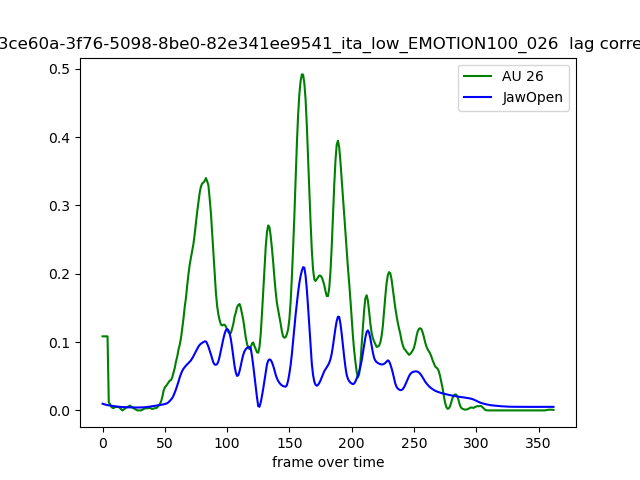 3ce60a-3f76-5098-8be0-82e341ee9541_ita_low_EMOTION100_026  lag corre
AU 26
JawOpen
0.5
0.4
0.3
0.2
0.1
0.0
0 50 100 150 200 250 300 350
frame over time